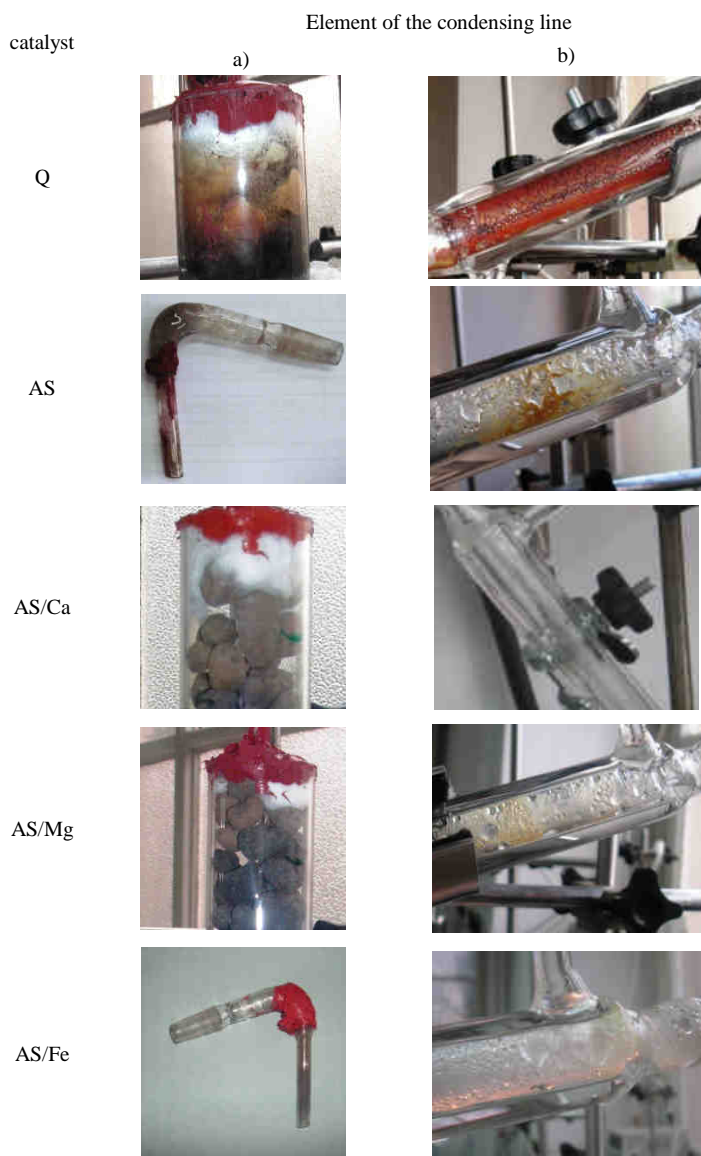 Element of the condensing line
catalyst
a)
b)
Q
AS
AS/Ca
AS/Mg
AS/Fe